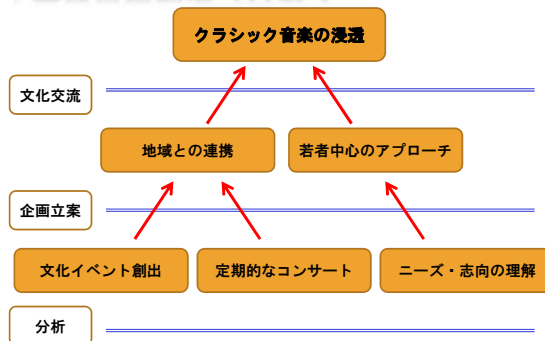 クラシック音楽の浸透
文化交流
地域との連携
若者中心のアプローチ
企画立案
文化イベント創出
定期的なコンサート
ニーズ・志向の理解
分析